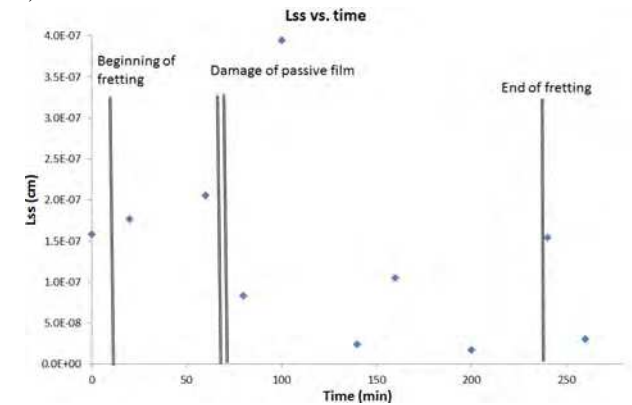 Lss vs. time
4.0E-07
Beginning of
fretting
Damage of passive film
3.5E-07
End of fretting
3.0E-07
2.5E-07
Lss (cm)
2.0E-07
1.5E-07
1.0E-07
5.0E-08
0.0E+00
0 50 100 150 200 250
Time (min)